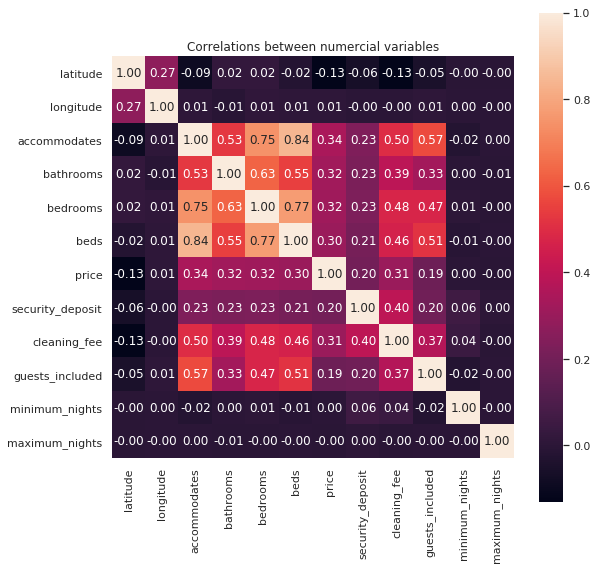 Correlations between numercial variables
latitude 1.00 0.27 -0.09 0.02 0.02 -0.02 -0.13 -0.06 -0.13 -0.05 -0.00 -0.00
longitude 0.27 1.00 0.01 -0.01 0.01 0.01 0.01 -0.00 -0.00 0.01 0.00 -0.00
accommodates -0.09 0.01 1.00 0.53 0.75 0.84 0.34 0.23 0.50 0.57 -0.02 0.00
bathrooms 0.02 -0.01 0.53 1.00 0.63 0.55 0.32 0.23 0.39 0.33 0.00 -0.01
bedrooms 0.02 0.01 0.75 0.63 1.00 0.77 0.32 0.23 0.48 0.47 0.01 -0.00
beds -0.02 0.01 0.84 0.55 0.77 1.00 0.30 0.21 0.46 0.51 -0.01 -0.00
price -0.13 0.01 0.34 0.32 0.32 0.30 1.00 0.20 0.31 0.19 0.00 -0.00
security_deposit -0.06 -0.00 0.23 0.23 0.23 0.21 0.20 1.00 0.40 0.20 0.06 0.00
cleaning_fee -0.13 -0.00 0.50 0.39 0.48 0.46 0.31 0.40 1.00 0.37 0.04 -0.00
guests_included -0.05 0.01 0.57 0.33 0.47 0.51 0.19 0.20 0.37 1.00 -0.02 -0.00
minimum_nights -0.00 0.00 -0.02 0.00 0.01 -0.01 0.00 0.06 0.04 -0.02 1.00 -0.00
maximum_nights -0.00 -0.00 0.00 -0.01 -0.00 -0.00 -0.00 0.00 -0.00 -0.00 -0.00 1.00
latitude
longitude
accommodates
bathrooms
bedrooms
beds
price
security_deposit
cleaning_fee
guests_included
minimum_nights
maximum_nights
1.0
0.8
0.6
0.4
0.2
0.0